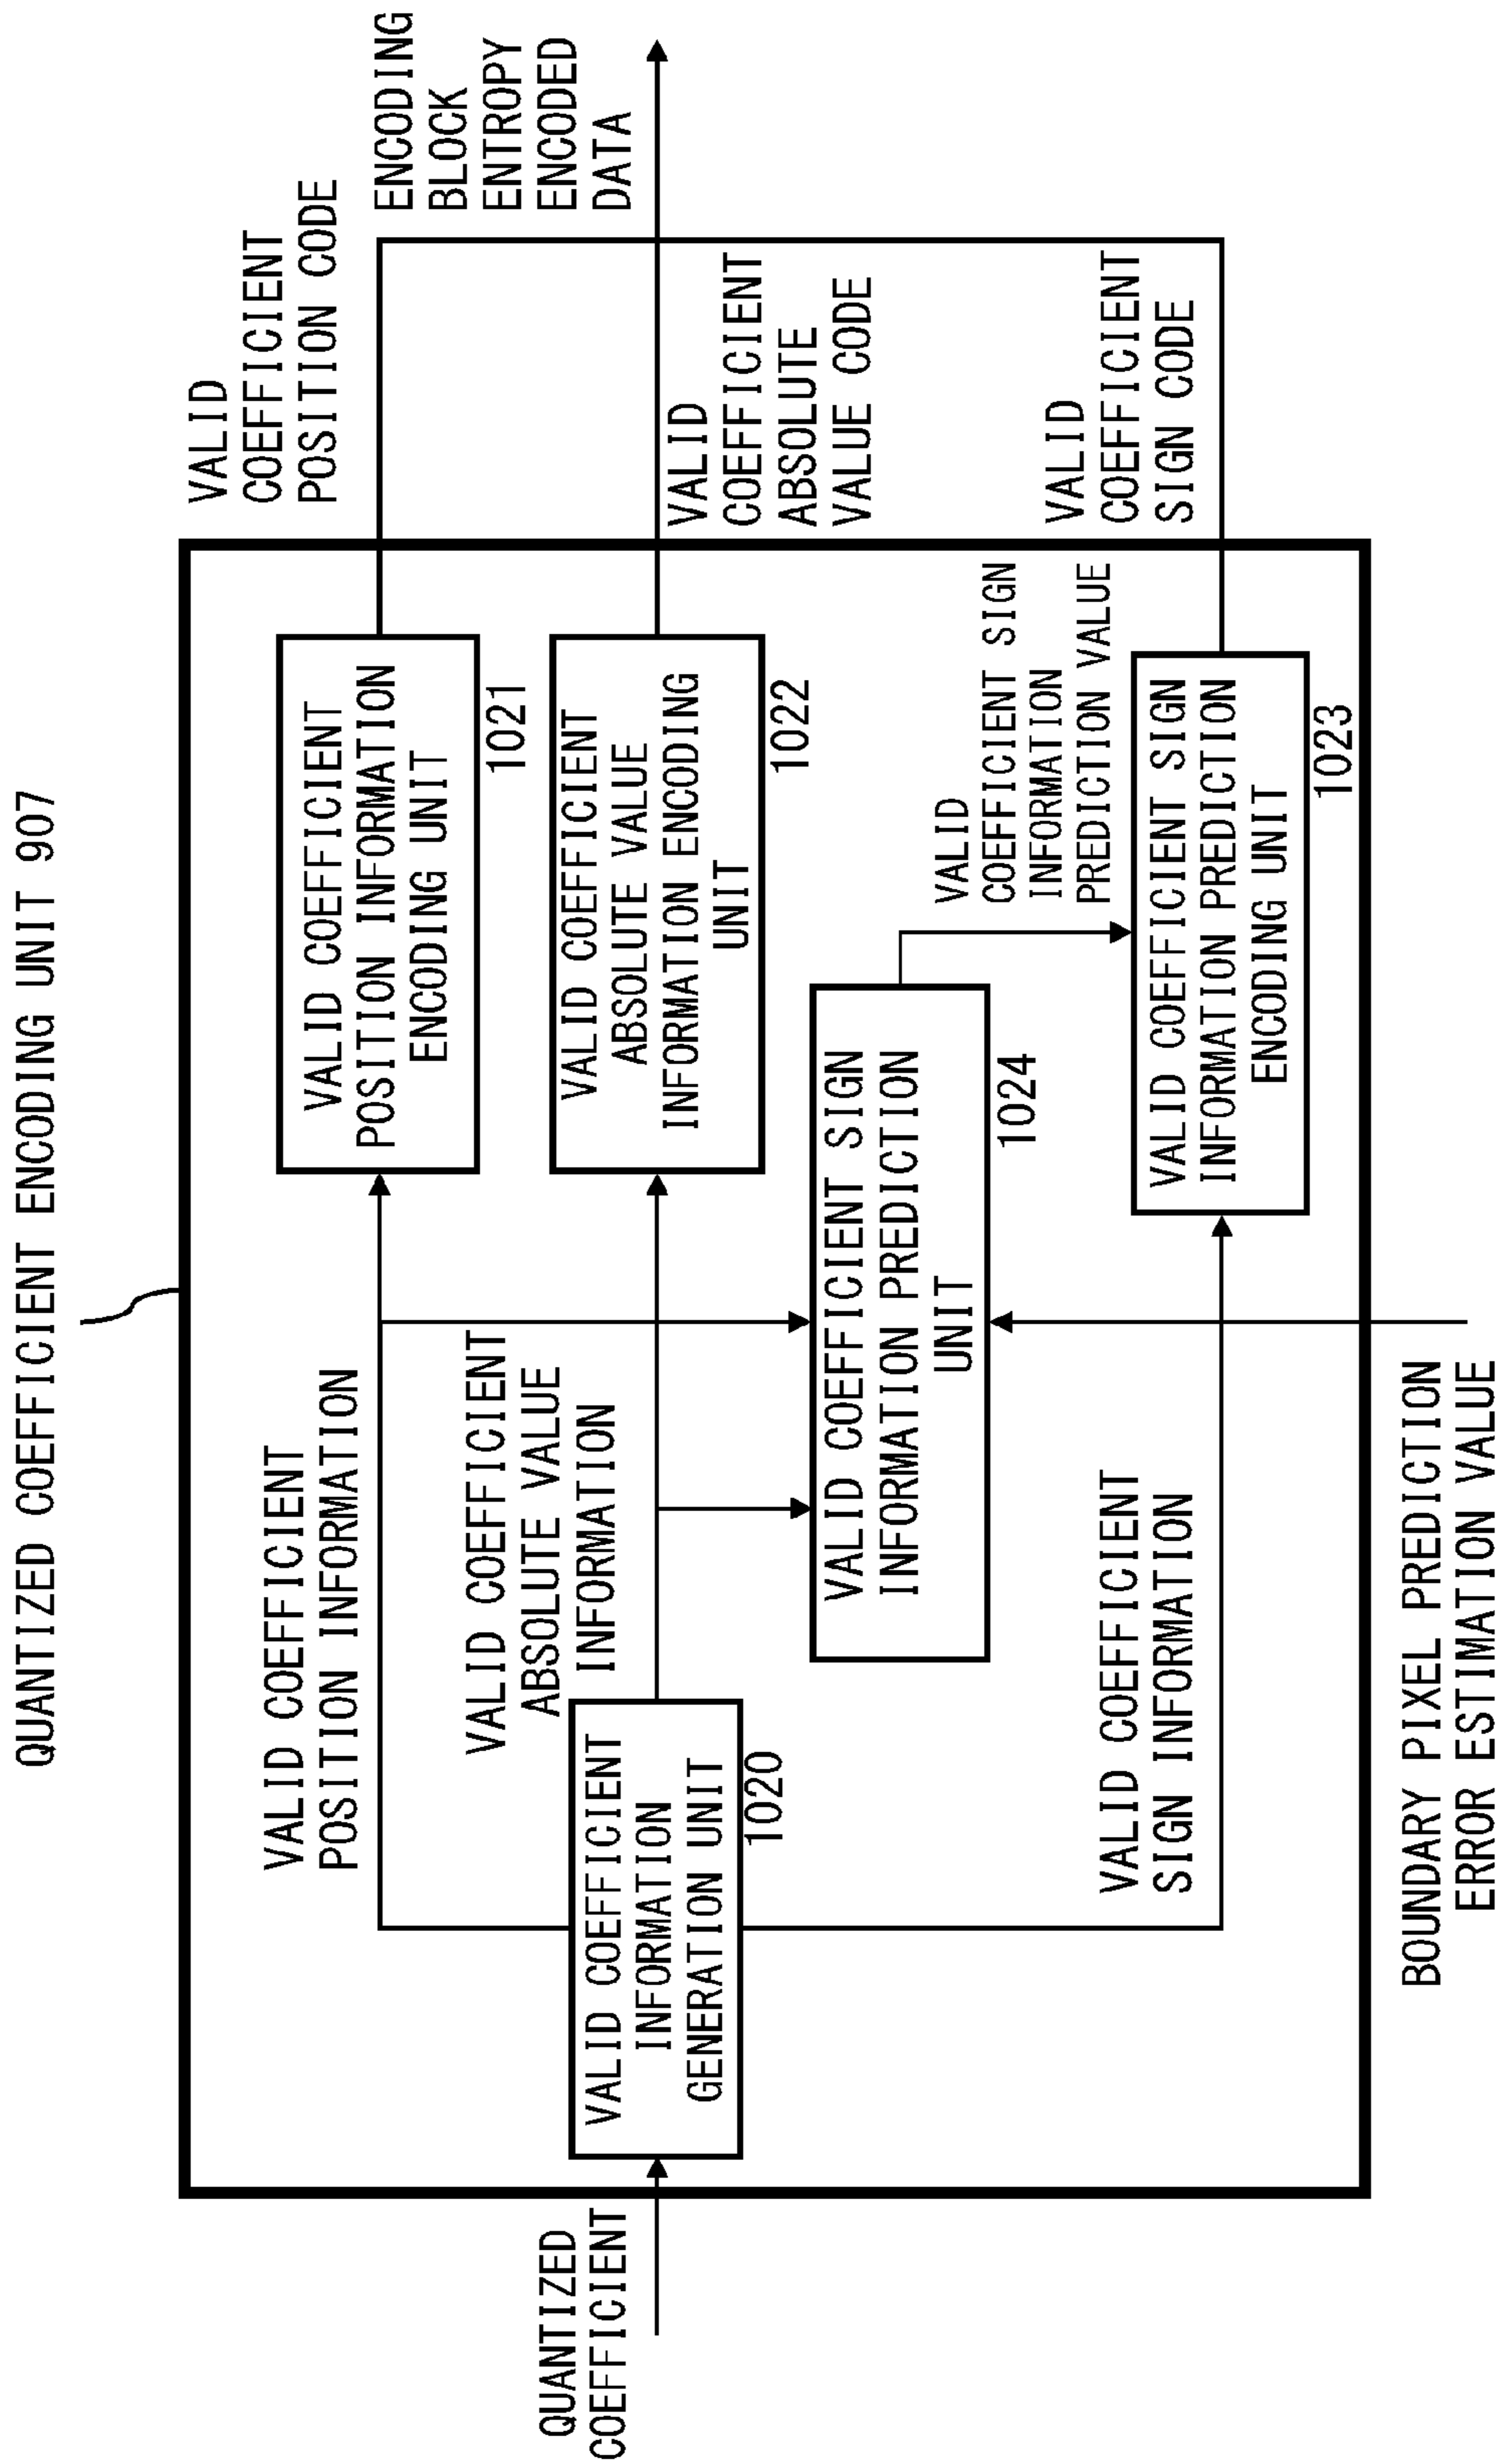 QUANTIZED COEFFICIENT ENCODING UNIT 907
QUANTIZED
COEFFICIENT
VALID COEFFICIENT
INFORMATION
GENERATION UNIT
1020
VALID COEFFICIENT
POSITION INFORMATION
VALID COEFFICIENT
ABSOLUTE VALUE
INFORMATION
VALID COEFFICIENT
SIGN INFORMATION
BOUNDARY PIXEL PREDICTION
ERROR ESTIMATION VALUE
VALID COEFFICIENT
POSITION INFORMATION
ENCODING UNIT
1021
VALID COEFFICIENT
ABSOLUTE VALUE
INFORMATION ENCODING
UNIT
1022
VALID COEFFICIENT SIGN
INFORMATION PREDICTION
UNIT
1024
VALID
COEFFICIENT SIGN
INFORMATION
PREDICTION VALUE
VALID COEFFICIENT SIGN
INFORMATION PREDICTION
ENCODING UNIT
1023
VALID
COEFFICIENT
POSITION CODE
VALID
COEFFICIENT
ABSOLUTE
VALUE CODE
VALID
COEFFICIENT
SIGN CODE
ENCODING
BLOCK
ENTROPY
ENCODED
DATA